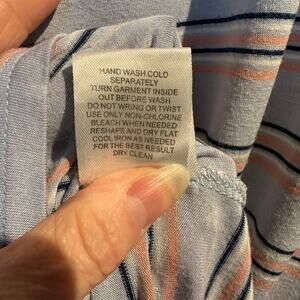 HAND WASH COLD
SEPARATELY
TURN GARMENT INSIDE
OUT BEFORE WASH
DO NOT WRING OR TWIST
USE ONLY NON-CHLORINE
BLEACH WHEN NEEDED
RESHAPE AND DRY FLAT
COOL IRON AS NEEDED
FOR THE BEST RESULT
DRY CLEAN